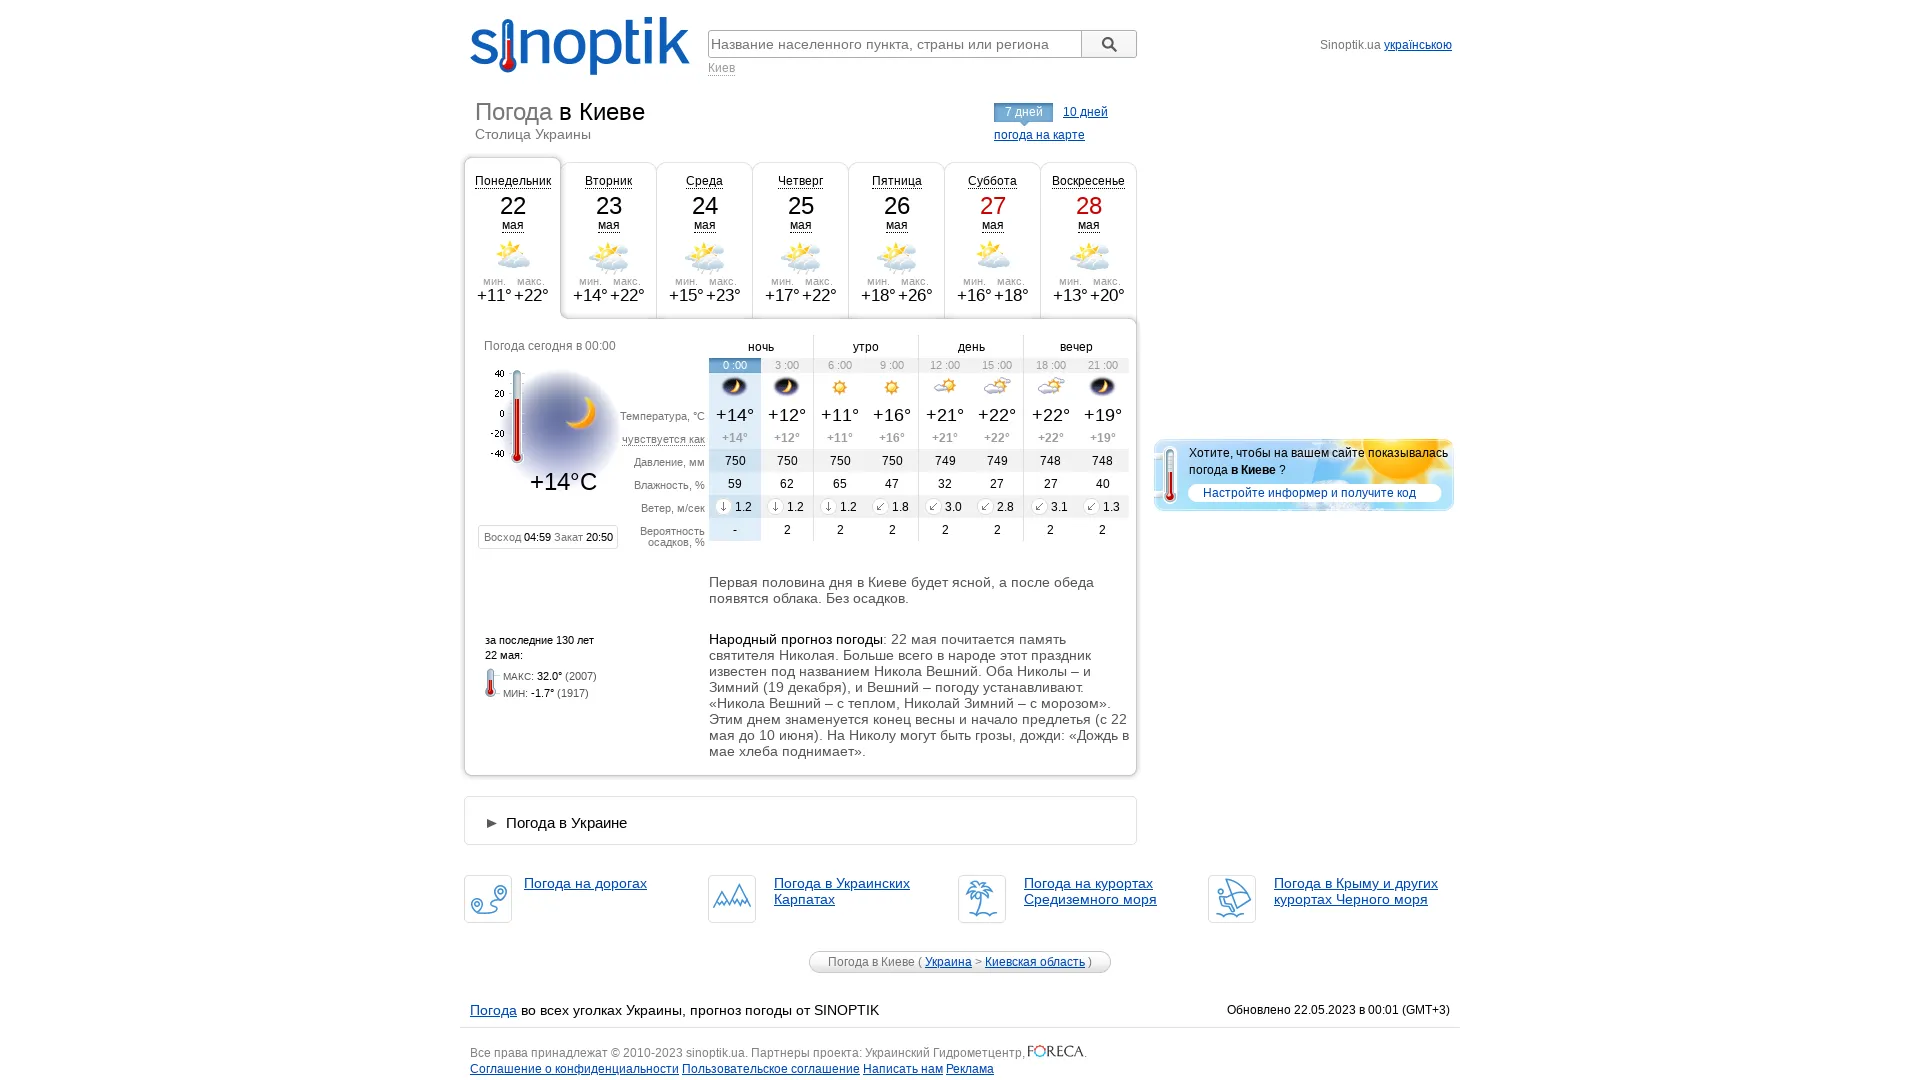 sinoptik
Название населенного пункта, страны или региона
Киев
Sinoptik.ua українською
Погода в Киеве
Столица Украины
7 дней 10 дней
погода на карте
Понедельник Вторник Среда Четверг Пятница Суббота Воскресенье
22 23 24 25 26 27 28
мая мая мая мая мая мая мая
мин. макс. мин. макс. мин. макс. мин. макс. мин. макс. мин. макс. мин. макс.
+11° +22° +14° +22° +15° +23° +17° +22° +18° +26° +16° +18° +13° +20°
Погода сегодня в 00:00
40
20
0
-20
-40
+14°C
Восход 04:59 Закат 20:50
ночь утро день вечер
0 :00 3 :00 6 :00 9 :00 12 :00 15 :00 18 :00 21 :00
Температура, °C +14° +12° +11° +16° +21° +22° +22° +19°
чувствуется как +14° +12° +11° +16° +21° +22° +22° +19°
Давление, мм 750 750 750 750 749 749 748 748
Влажность, % 59 62 65 47 32 27 27 40
Ветер, м/сек 1.2 1.2 1.2 1.8 3.0 2.8 3.1 1.3
Вероятность
осадков, % - 2 2 2 2 2 2 2
Хотите, чтобы на вашем сайте показывалась
погода в Киеве ?
Настройте информер и получите код
Первая половина дня в Киеве будет ясной, а после обеда
появятся облака. Без осадков.
за последние 130 лет
22 мая:
МАКС: 32.0° (2007)
МИН: -1.7° (1917)
Народный прогноз погоды: 22 мая почитается память
святителя Николая. Больше всего в народе этот праздник
известен под названием Никола Вешний. Оба Николы – и
Зимний (19 декабря), и Вешний – погоду устанавливают.
«Никола Вешний – с теплом, Николай Зимний – с морозом».
Этим днем знаменуется конец весны и начало предлетья (с 22
мая до 10 июня). На Николу могут быть грозы, дожди: «Дождь в
мае хлеба поднимает».
► Погода в Украине
Погода на дорогах
Погода в Украинских
Карпатах
Погода на курортах
Средиземного моря
Погода в Крыму и других
курортах Черного моря
Погода в Киеве ( Украина > Киевская область )
Погода во всех уголках Украины, прогноз погоды от SINOPTIK
Обновлено 22.05.2023 в 00:01 (GMT+3)
Все права принадлежат © 2010-2023 sinoptik.ua. Партнеры проекта: Украинский Гидрометцентр, FORECA.
Соглашение о конфиденциальности Пользовательское соглашение Написать нам Реклама